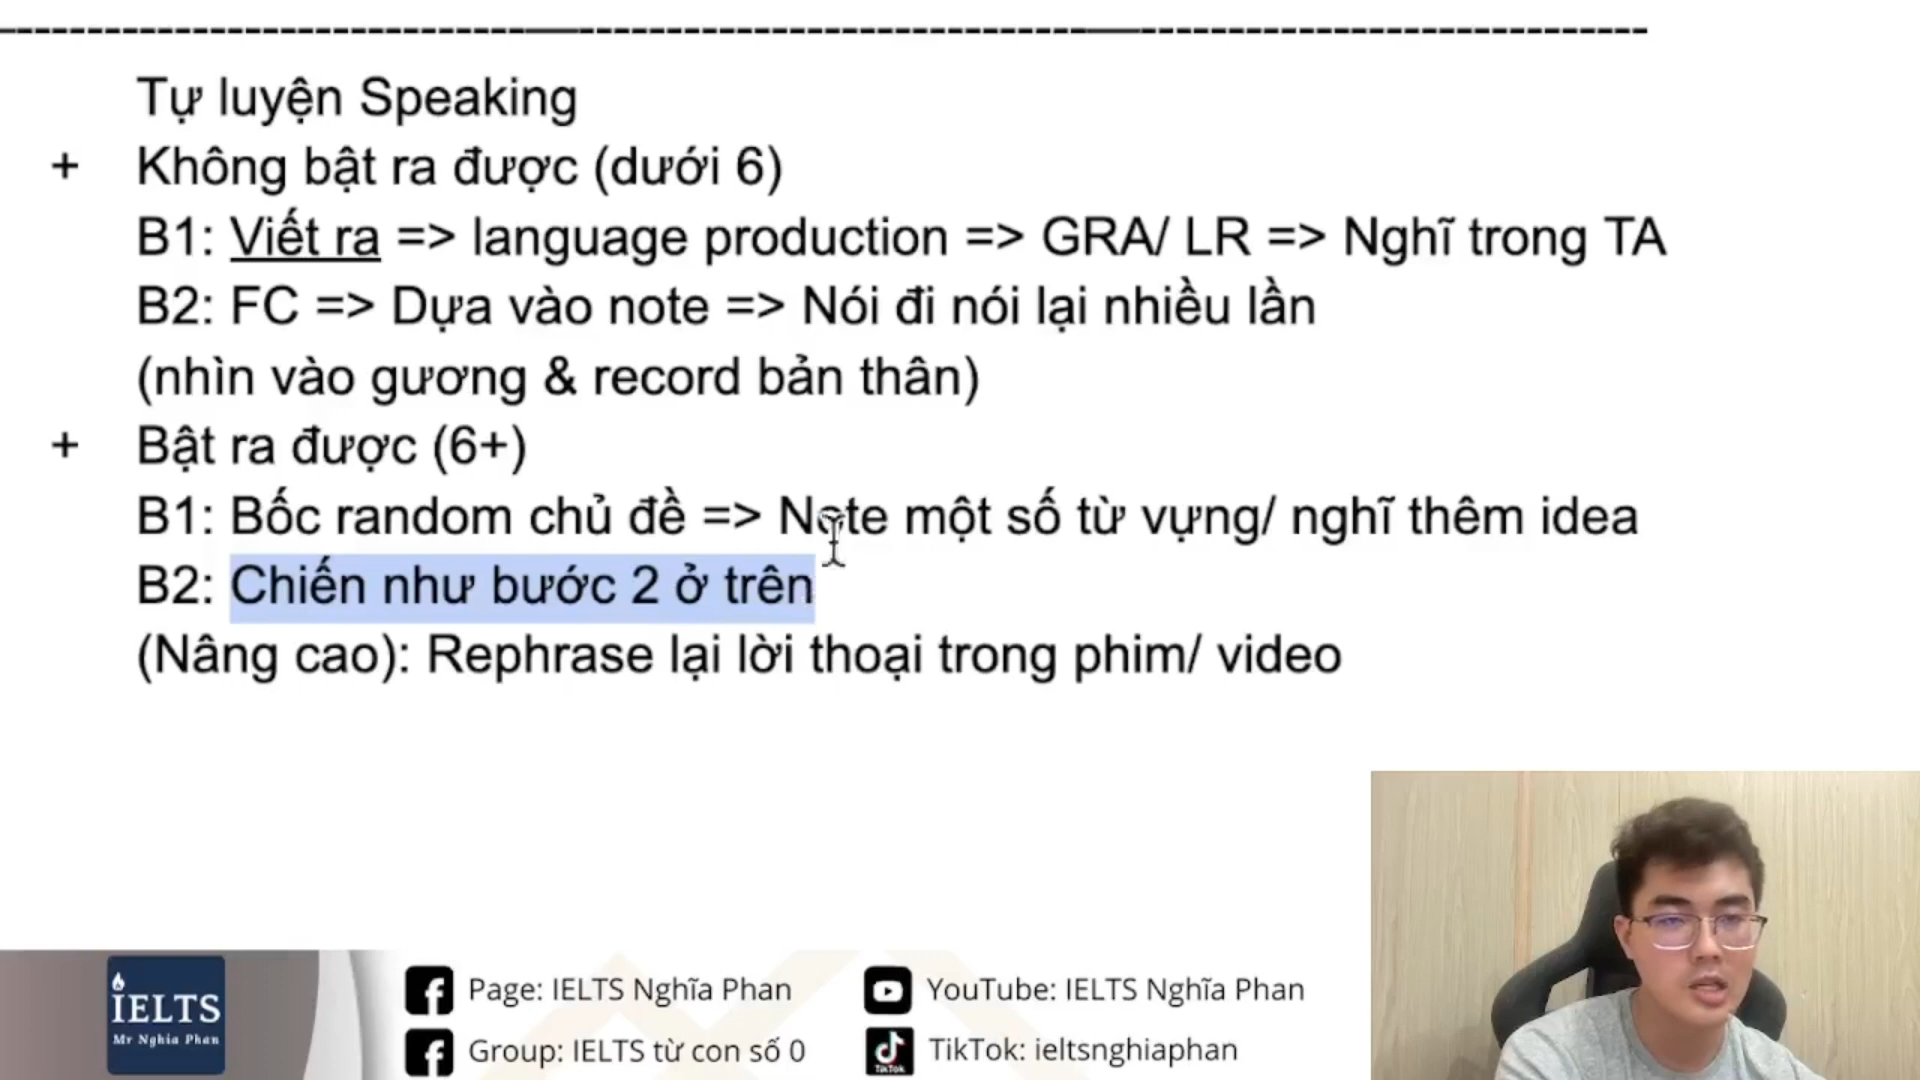 Tự luyện Speaking
+ Không bật ra được (dưới 6)
B1: Viết ra => language production => GRA/ LR => Nghĩ trong TA
B2: FC => Dựa vào note => Nói đi nói lại nhiều lần
(nhìn vào gương & record bản thân)
+ Bật ra được (6+)
B1: Bốc random chủ đề => Note một số từ vựng/ nghĩ thêm idea
B2: Chiến như bước 2 ở trên
(Nâng cao): Rephrase lại lời thoại trong phim/ video
IELTS
Mr Nghia Phan
Page: IELTS Nghĩa Phan
Group: IELTS từ con số 0
YouTube: IELTS Nghĩa Phan
TikTok
TikTok: ieltsnghiaphan